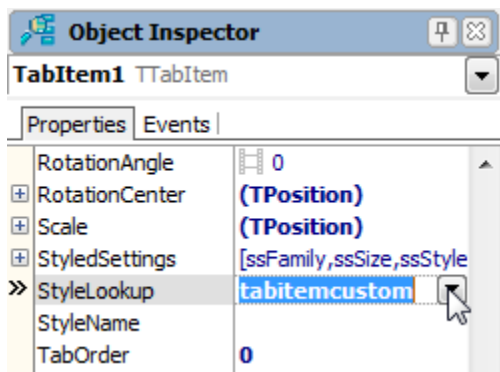 Object Inspector
TabItem1 TTabItem
Properties Events
RotationAngle 0
RotationCenter (TPosition)
Scale (TPosition)
StyledSettings [ssFamily,ssSize,ssStyle
StyleLookup tabitemcustom
StyleName
TabOrder 0